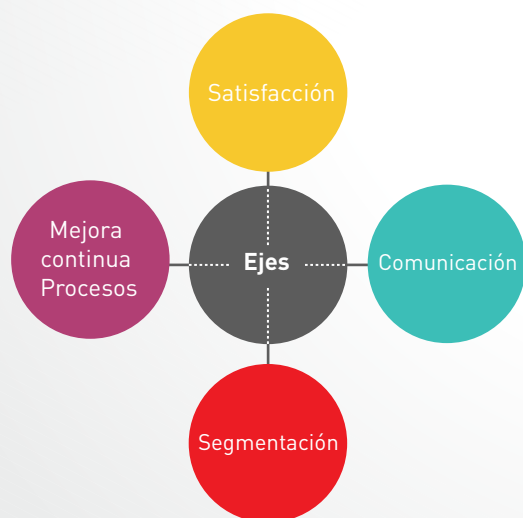 Satisfacción
Mejora
continua
Procesos
Ejes
Comunicación
Segmentación